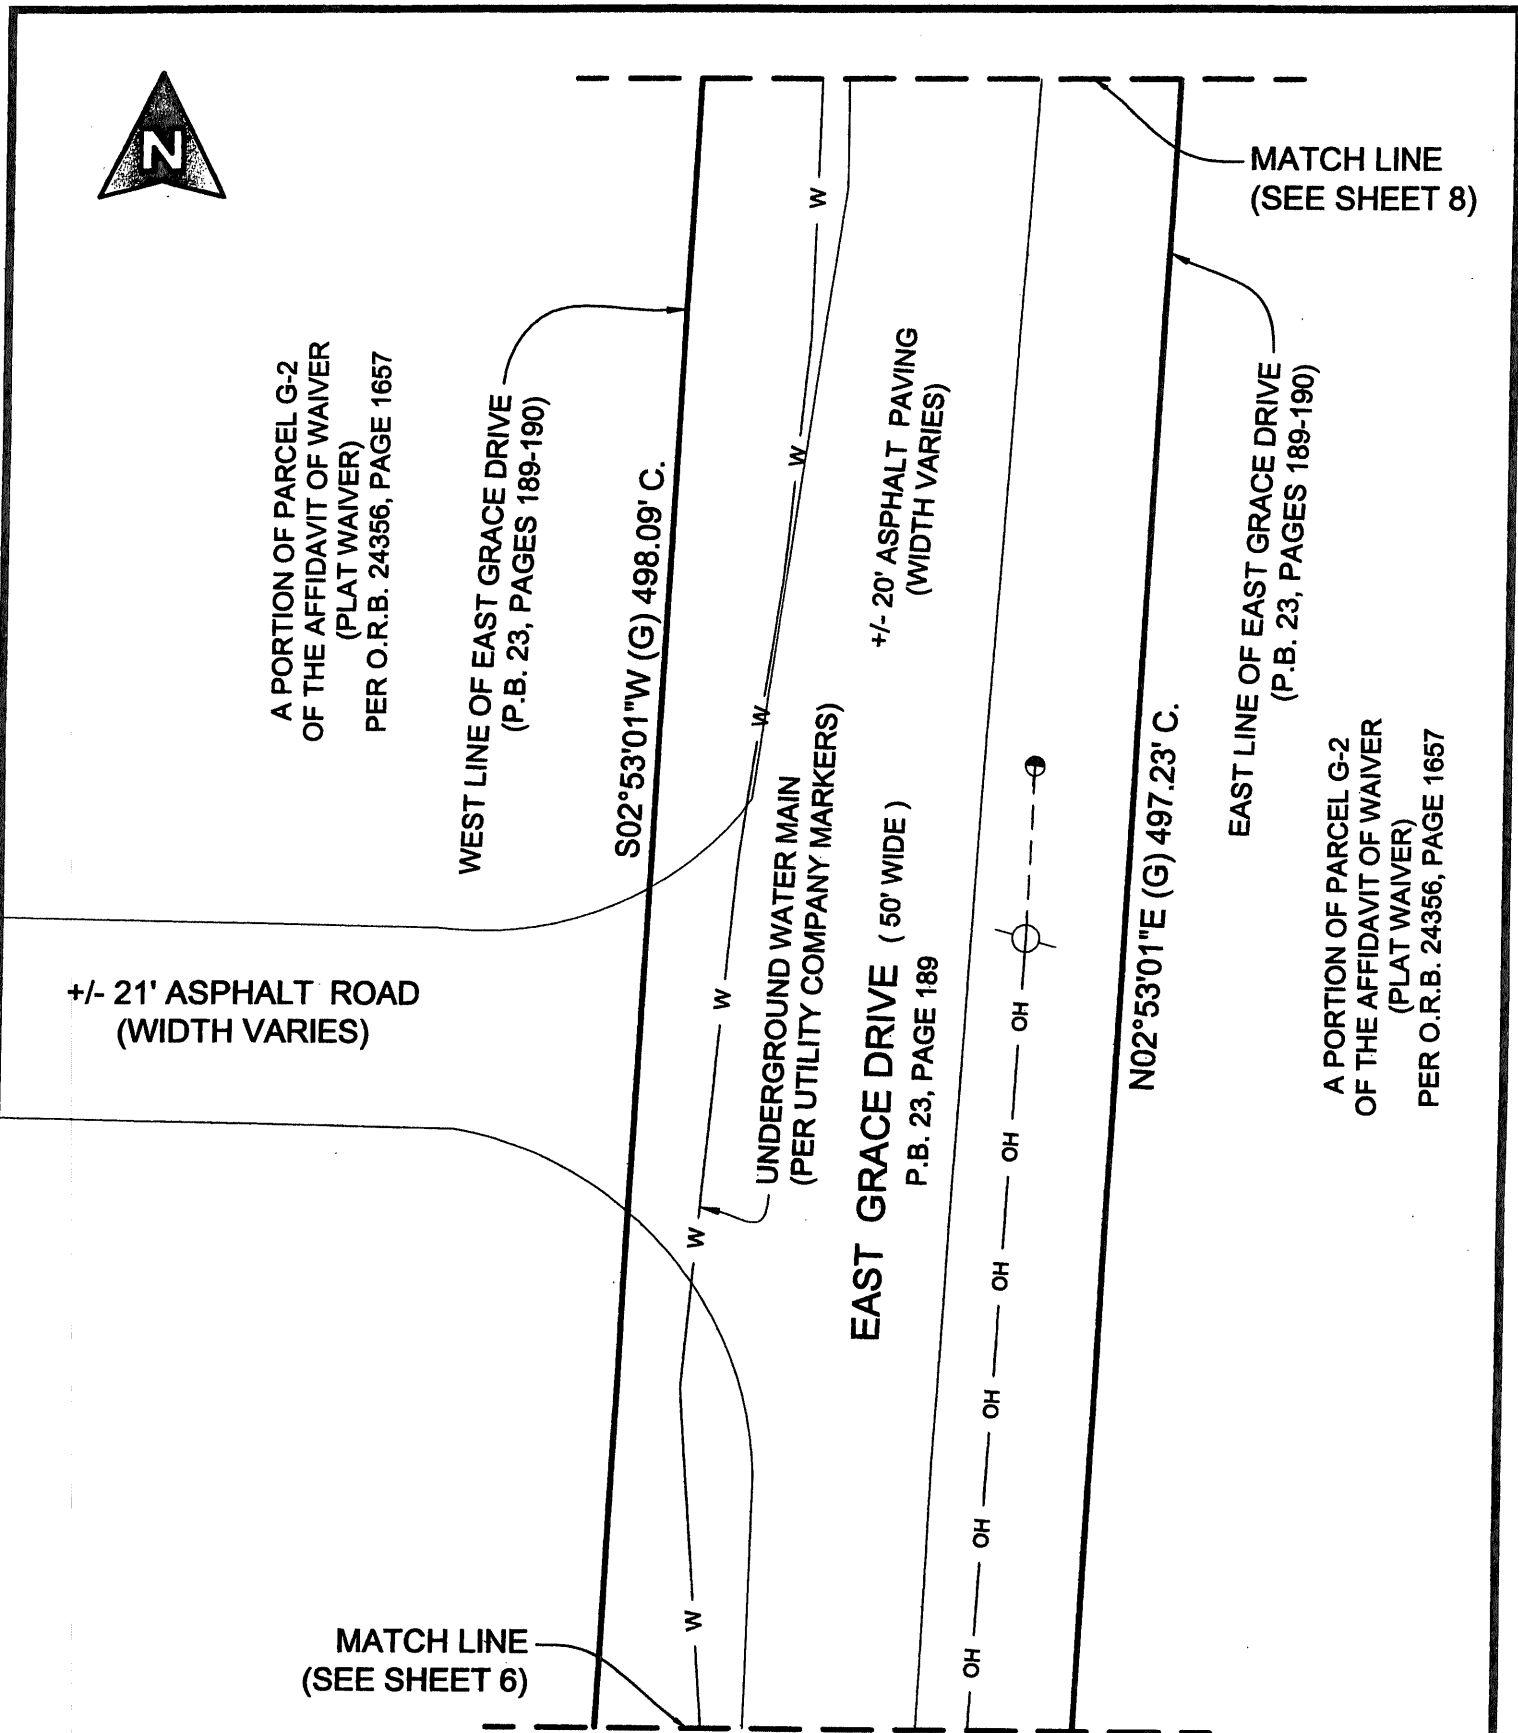 N
MATCH LINE
(SEE SHEET 8)
A PORTION OF PARCEL G-2
OF THE AFFIDAVIT OF WAIVER
(PLAT WAIVER)
PER O.R.B. 24356, PAGE 1657
WEST LINE OF EAST GRACE DRIVE
(P.B. 23, PAGES 189-190)
S02°53'01"W (G) 498.09' C.
W
W
W
W
W
W
+/- 20' ASPHALT PAVING
(WIDTH VARIES)
EAST LINE OF EAST GRACE DRIVE
(P.B. 23, PAGES 189-190)
UNDERGROUND WATER MAIN
(PER UTILITY COMPANY MARKERS)
EAST GRACE DRIVE ( 50' WIDE )
P.B. 23, PAGE 189
N02°53'01"E (G) 497.23' C.
A PORTION OF PARCEL G-2
OF THE AFFIDAVIT OF WAIVER
(PLAT WAIVER)
PER O.R.B. 24356, PAGE 1657
+/- 21' ASPHALT ROAD
(WIDTH VARIES)
OH
OH
OH
OH
OH
OH
MATCH LINE
(SEE SHEET 6)